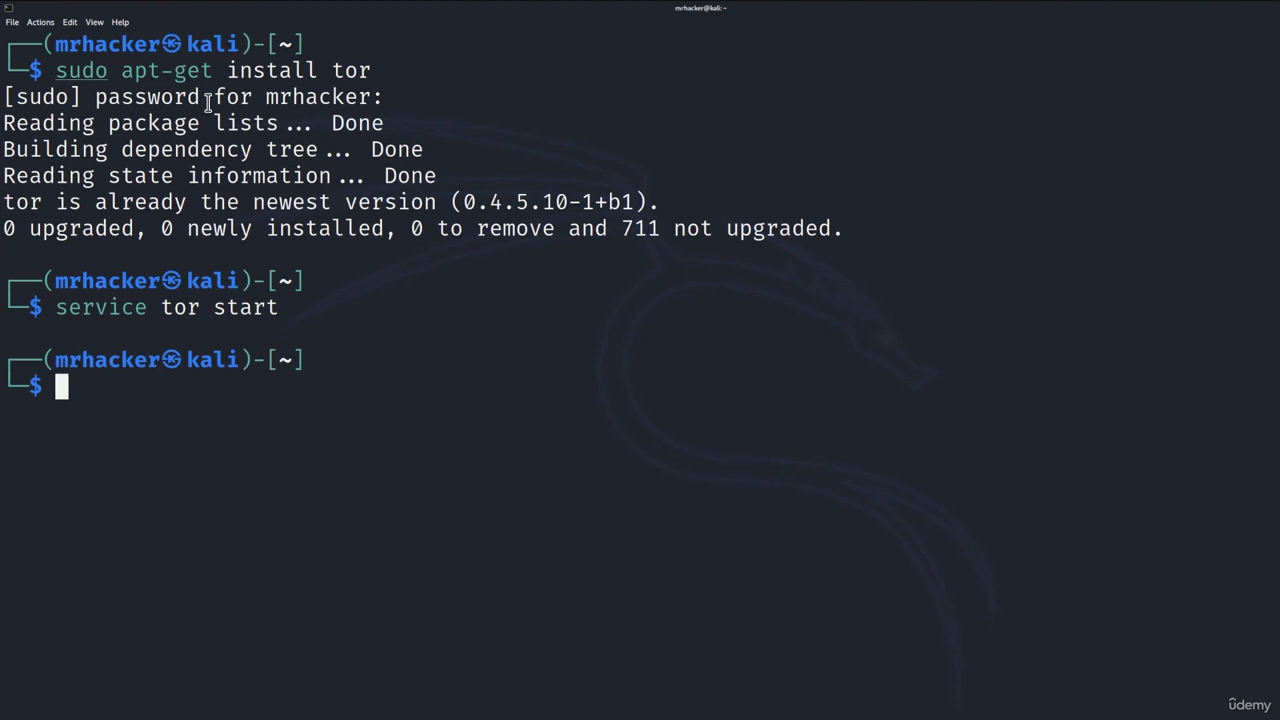 mrhacker@kali: ~
File Actions Edit View Help
┌──(mrhacker㉿kali)-[~]
└─$ sudo apt-get install tor
[sudo] password for mrhacker:
Reading package lists... Done
Building dependency tree... Done
Reading state information... Done
tor is already the newest version (0.4.5.10-1+b1).
0 upgraded, 0 newly installed, 0 to remove and 711 not upgraded.
┌──(mrhacker㉿kali)-[~]
└─$ service tor start
┌──(mrhacker㉿kali)-[~]
└─$
ûdemy